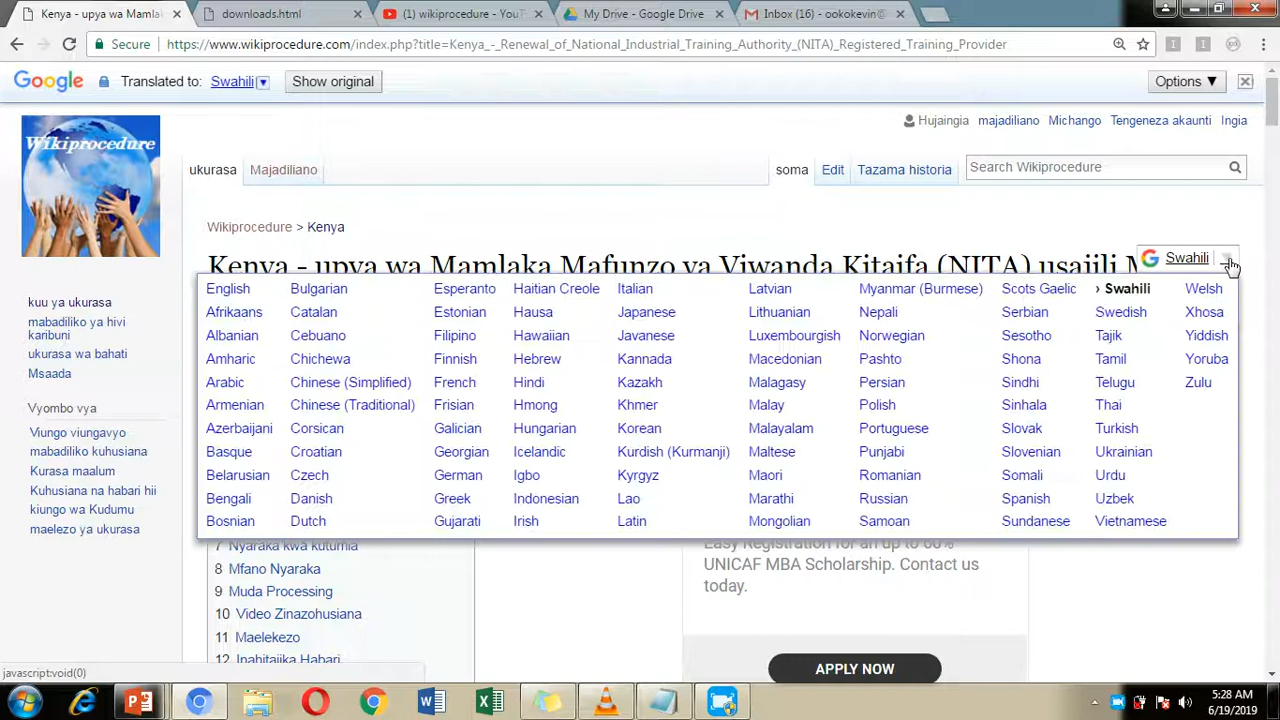 Kenya - upya wa Mamla
downloads.html
(1) wikiprocedure - YouT
My Drive - Google Drive
Inbox (16) - ookokevin@
Secure https://www.wikiprocedure.com/index.php?title=Kenya_-_Renewal_of_National_Industrial_Training_Authority_(NITA)_Registered_Training_Provider
Google Translated to: Swahili Show original Options ▼
Wikiprocedure
Hujaingia majadiliano Michango Tengeneza akaunti Ingia
ukurasa Majadiliano soma Edit Tazama historia Search Wikiprocedure
Wikiprocedure > Kenya
Kenya - upya wa Mamlaka Mafunzo ya Viwanda Kitaifa (NITA) usajili M
Swahili
kuu ya ukurasa
mabadiliko ya hivi
karibuni
ukurasa wa bahati
Msaada
Vyombo vya
Viungo viungavyo
mabadiliko kuhusiana
Kurasa maalum
Kuhusiana na habari hii
kiungo wa Kudumu
maelezo ya ukurasa
English Bulgarian Esperanto Haitian Creole Italian Latvian Myanmar (Burmese) Scots Gaelic › Swahili Welsh
Afrikaans Catalan Estonian Hausa Japanese Lithuanian Nepali Serbian Swedish Xhosa
Albanian Cebuano Filipino Hawaiian Javanese Luxembourgish Norwegian Sesotho Tajik Yiddish
Amharic Chichewa Finnish Hebrew Kannada Macedonian Pashto Shona Tamil Yoruba
Arabic Chinese (Simplified) French Hindi Kazakh Malagasy Persian Sindhi Telugu Zulu
Armenian Chinese (Traditional) Frisian Hmong Khmer Malay Polish Sinhala Thai
Azerbaijani Corsican Galician Hungarian Korean Malayalam Portuguese Slovak Turkish
Basque Croatian Georgian Icelandic Kurdish (Kurmanji) Maltese Punjabi Slovenian Ukrainian
Belarusian Czech German Igbo Kyrgyz Maori Romanian Somali Urdu
Bengali Danish Greek Indonesian Lao Marathi Russian Spanish Uzbek
Bosnian Dutch Gujarati Irish Latin Mongolian Samoan Sundanese Vietnamese
7 Nyaraka kwa kutumia
8 Mfano Nyaraka
9 Muda Processing
10 Video Zinazohusiana
11 Maelekezo
12 Inahitajika Habari
Easy Registration for an up to 60%
UNICAF MBA Scholarship. Contact us
today.
APPLY NOW
javascript:void(0)
5:28 AM
6/19/2019